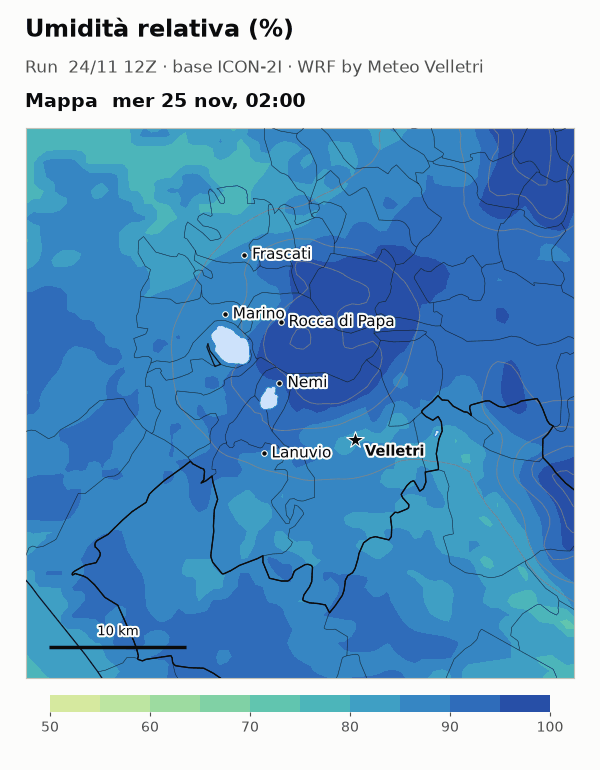 Umidità relativa (%)
Run  24/11 12Z · base ICON-2I · WRF by Meteo Velletri
Mappa  mer 25 nov, 02:00
Frascati
Marino
Rocca di Papa
Nemi
Velletri
Lanuvio
10 km
50 60 70 80 90 100